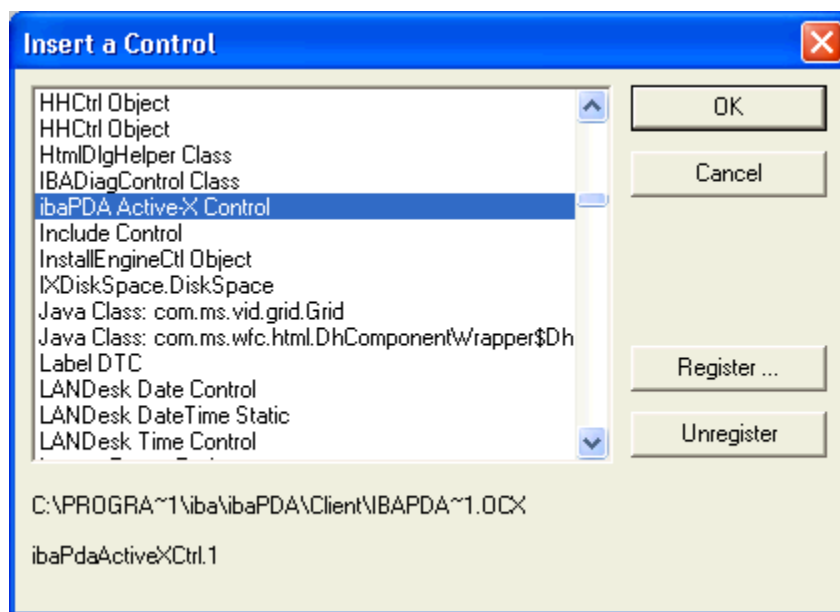 Insert a Control
HHCtrl Object
HHCtrl Object
HtmlDlgHelper Class
IBADiagControl Class
ibaPDA Active-X Control
Include Control
InstallEngineCtl Object
IXDiskSpace.DiskSpace
Java Class: com.ms.vid.grid.Grid
Java Class: com.ms.wfc.html.DhComponentWrapper$Dh
Label DTC
LANDesk Date Control
LANDesk DateTime Static
LANDesk Time Control
OK
Cancel
Register ...
Unregister
C:\PROGRA~1\iba\ibaPDA\Client\IBAPDA~1.OCX
ibaPdaActiveXCtrl.1